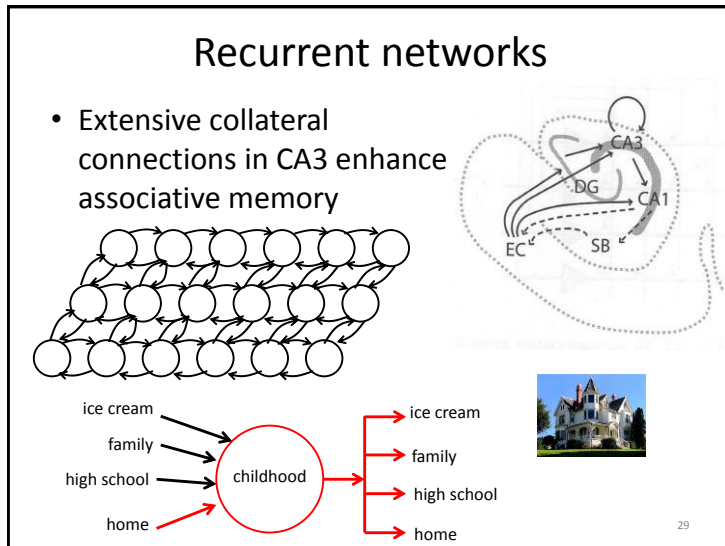 Recurrent networks
• Extensive collateral
connections in CA3 enhance
associative memory
CA3
DG
CA1
EC
SB
ice cream
family
high school
home
childhood
ice cream
family
high school
home
29